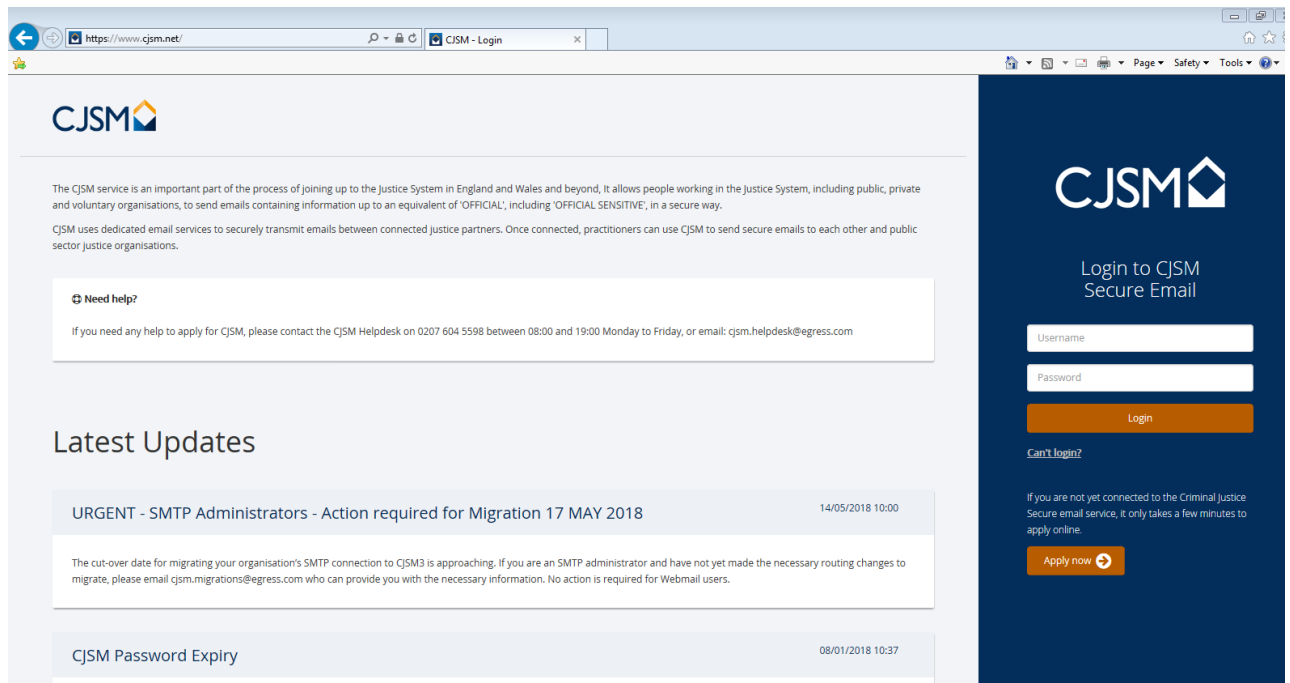 https://www.cjsm.net/
CJSM - Login
Page
Safety
Tools
CJSM
The CJSM service is an important part of the process of joining up to the Justice System in England and Wales and beyond, It allows people working in the Justice System, including public, private
and voluntary organisations, to send emails containing information up to an equivalent of 'OFFICIAL', including 'OFFICIAL SENSITIVE', in a secure way.
CJSM uses dedicated email services to securely transmit emails between connected justice partners. Once connected, practitioners can use CJSM to send secure emails to each other and public
sector justice organisations.
Need help?
If you need any help to apply for CJSM, please contact the CJSM Helpdesk on 0207 604 5598 between 08:00 and 19:00 Monday to Friday, or email: cjsm.helpdesk@egress.com
Latest Updates
URGENT - SMTP Administrators - Action required for Migration 17 MAY 2018
14/05/2018 10:00
The cut-over date for migrating your organisation's SMTP connection to CJSM3 is approaching. If you are an SMTP administrator and have not yet made the necessary routing changes to
migrate, please email cjsm.migrations@egress.com who can provide you with the necessary information. No action is required for Webmail users.
CJSM Password Expiry
08/01/2018 10:37
CJSM
Login to CJSM
Secure Email
Username
Password
Login
Can't login?
If you are not yet connected to the Criminal Justice
Secure email service, it only takes a few minutes to
apply online.
Apply now